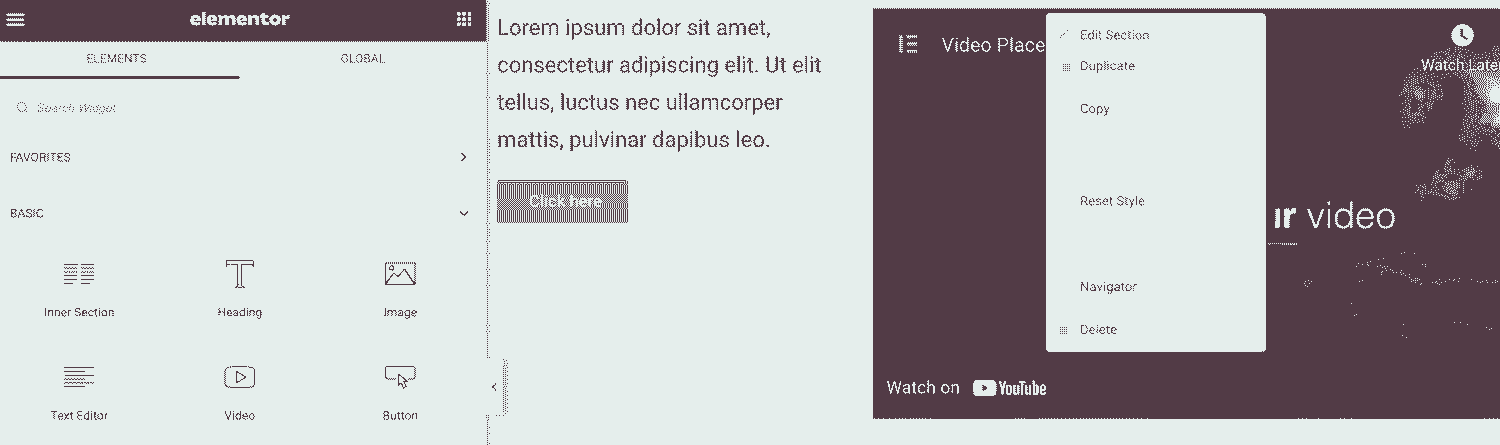 elementor
ELEMENTS
GLOBAL
Search Widget
FAVORITES
BASIC
Inner Section
Heading
Image
Text Editor
Video
Button
Lorem ipsum dolor sit amet,
consectetur adipiscing elit. Ut elit
tellus, luctus nec ullamcorper
mattis, pulvinar dapibus leo.
Click here
Video Place
Edit Section
Duplicate
Copy
Reset Style
Navigator
Delete
Watch Later
video
Watch on YouTube